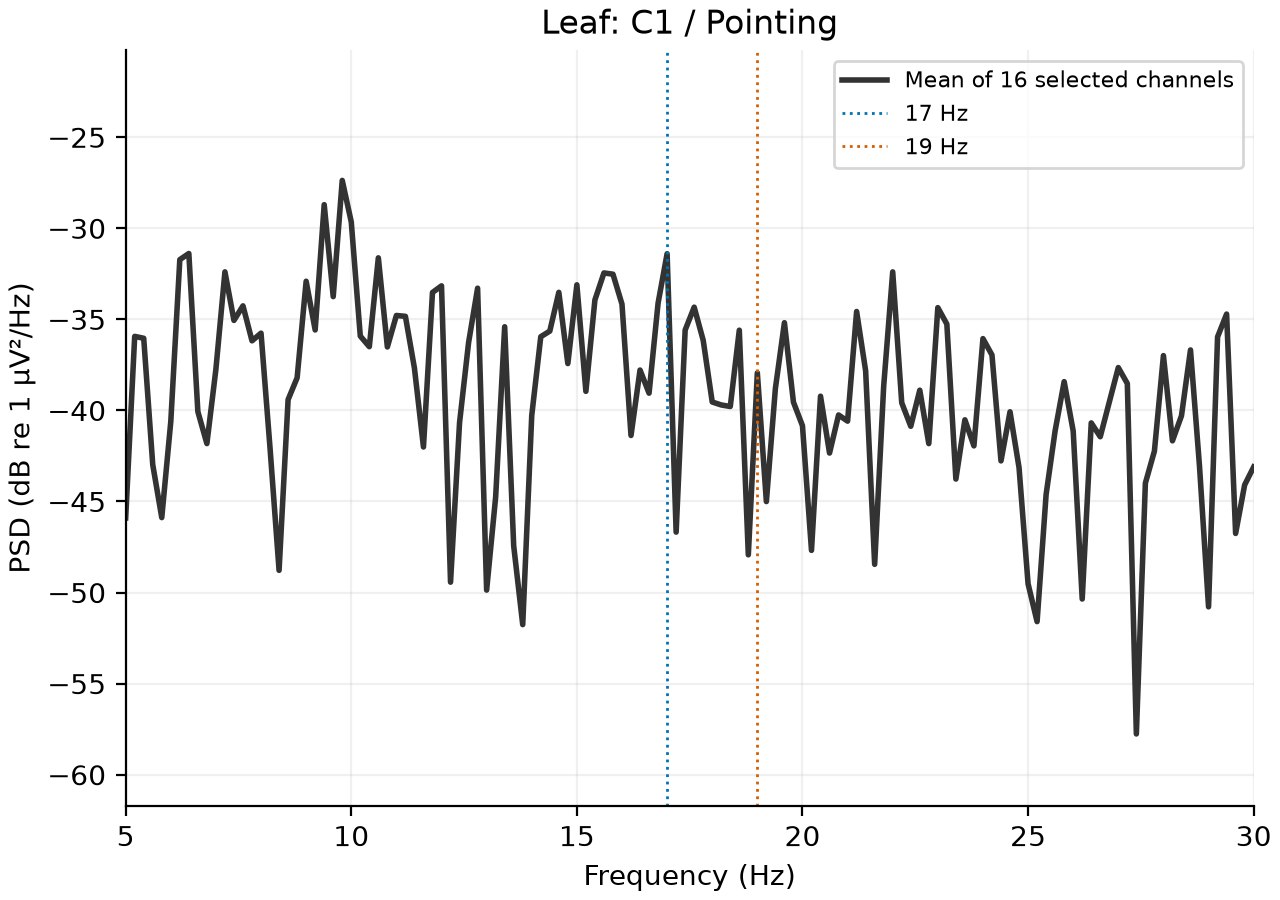 Leaf: C1 / Pointing
Mean of 16 selected channels
17 Hz
19 Hz
PSD (dB re 1 µV²/Hz)
−25
−30
−35
−40
−45
−50
−55
−60
5 10 15 20 25 30
Frequency (Hz)